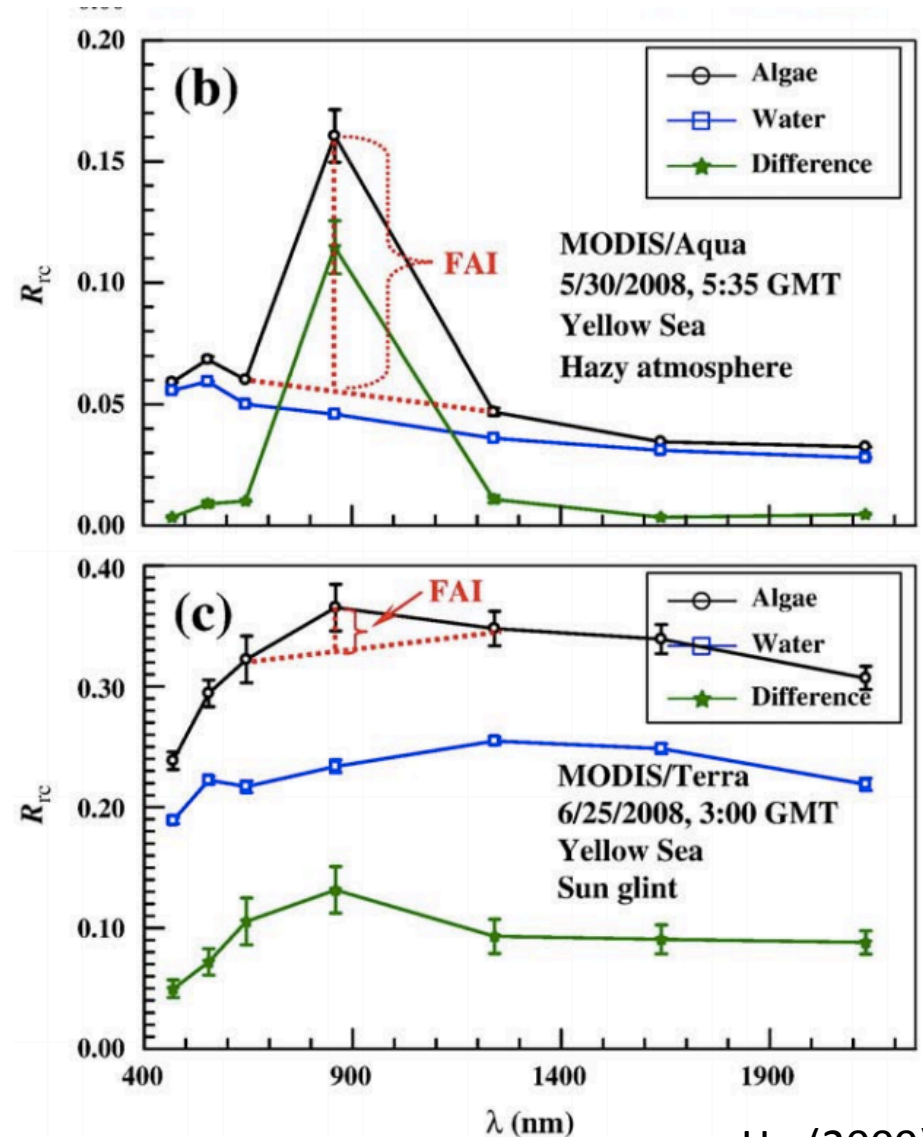 0.20
(b)
Algae
Water
Difference
0.15
MODIS/Aqua
5/30/2008, 5:35 GMT
Yellow Sea
Hazy atmosphere
FAI
0.10
R_rc
0.05
0.00
0.40
(c)
FAI
Algae
Water
Difference
0.30
MODIS/Terra
6/25/2008, 3:00 GMT
Yellow Sea
Sun glint
R_rc
0.20
0.10
0.00
400 900 1400 1900
λ (nm)